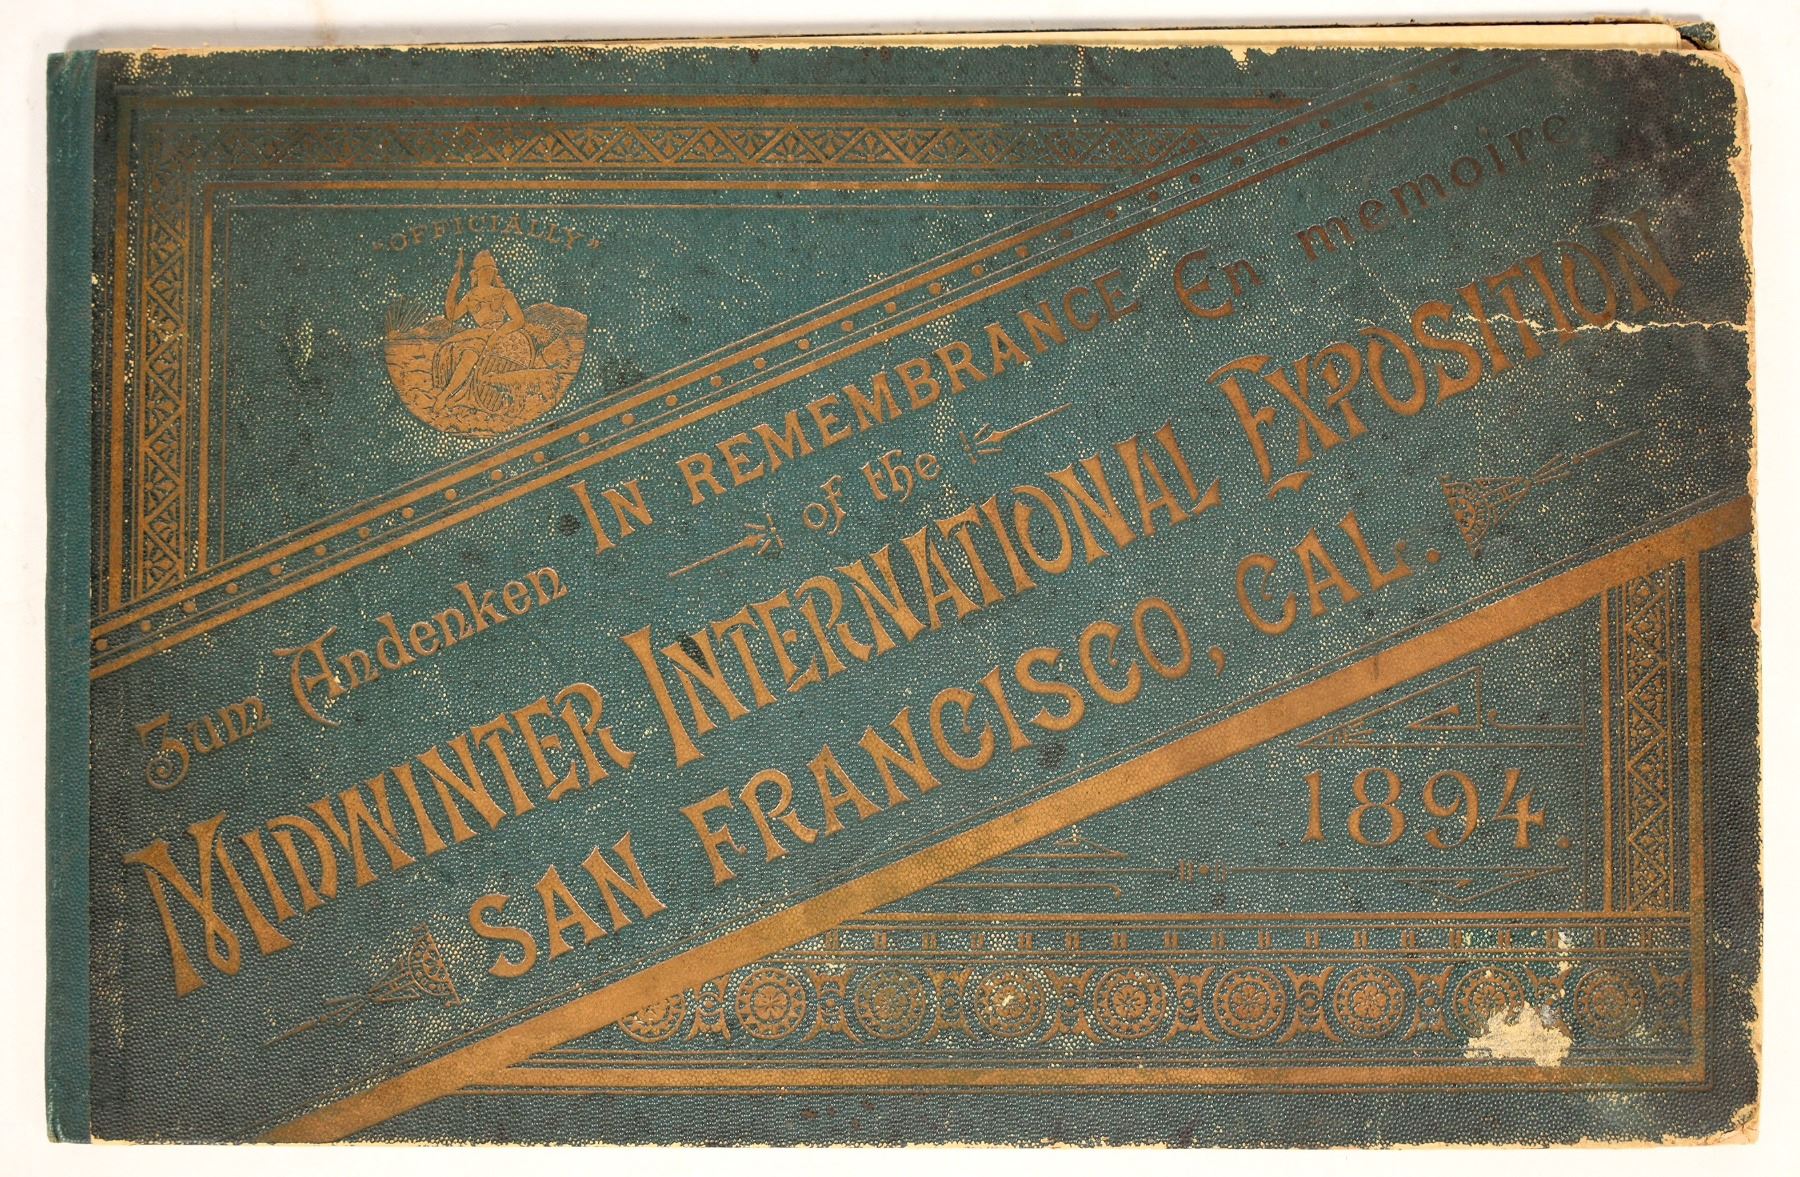 "OFFICIALLY"
Zum Andenken In REMEMBRANCE En memoire
of the
MIDWINTER INTERNATIONAL EXPOSITION
SAN FRANCISCO, CAL.
1894.